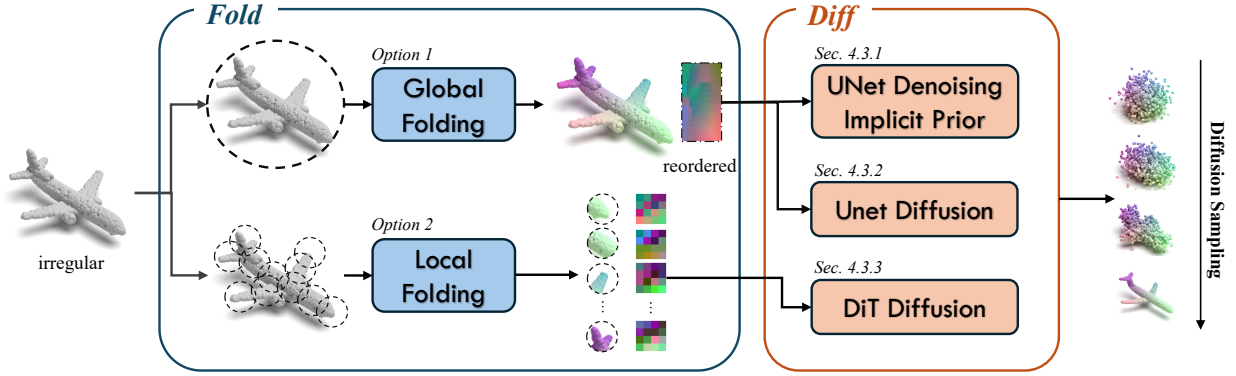 Fold
Diff
Option 1
Global
Folding
reordered
irregular
Option 2
Local
Folding
Sec. 4.3.1
UNet Denoising
Implicit Prior
Sec. 4.3.2
Unet Diffusion
Sec. 4.3.3
DiT Diffusion
Diffusion Sampling